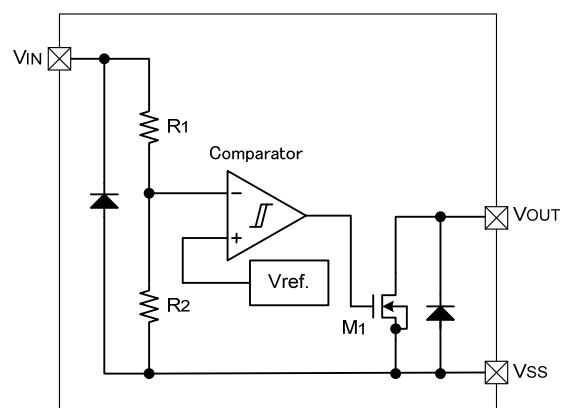 VIN
R1
Comparator
−
+
VOUT
Vref.
R2
M1
VSS